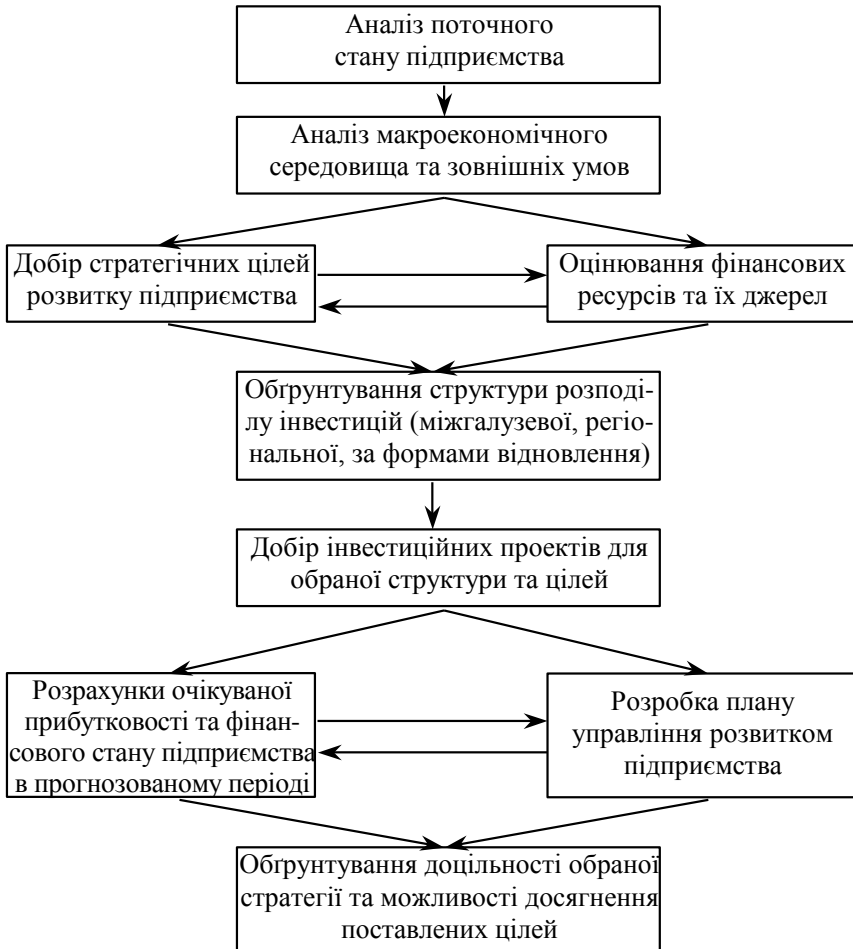 Аналіз поточного
стану підприємства
Аналіз макроекономічного
середовища та зовнішніх умов
Добір стратегічних цілей
розвитку підприємства
Оцінювання фінансових
ресурсів та їх джерел
Обґрунтування структури розподі-
лу інвестицій (міжгалузевої, регіо-
нальної, за формами відновлення)
Добір інвестиційних проектів для
обраної структури та цілей
Розрахунки очікуваної
прибутковості та фінан-
сового стану підприємства
в прогнозованому періоді
Розробка плану
управління розвитком
підприємства
Обґрунтування доцільності обраної
стратегії та можливості досягнення
поставлених цілей